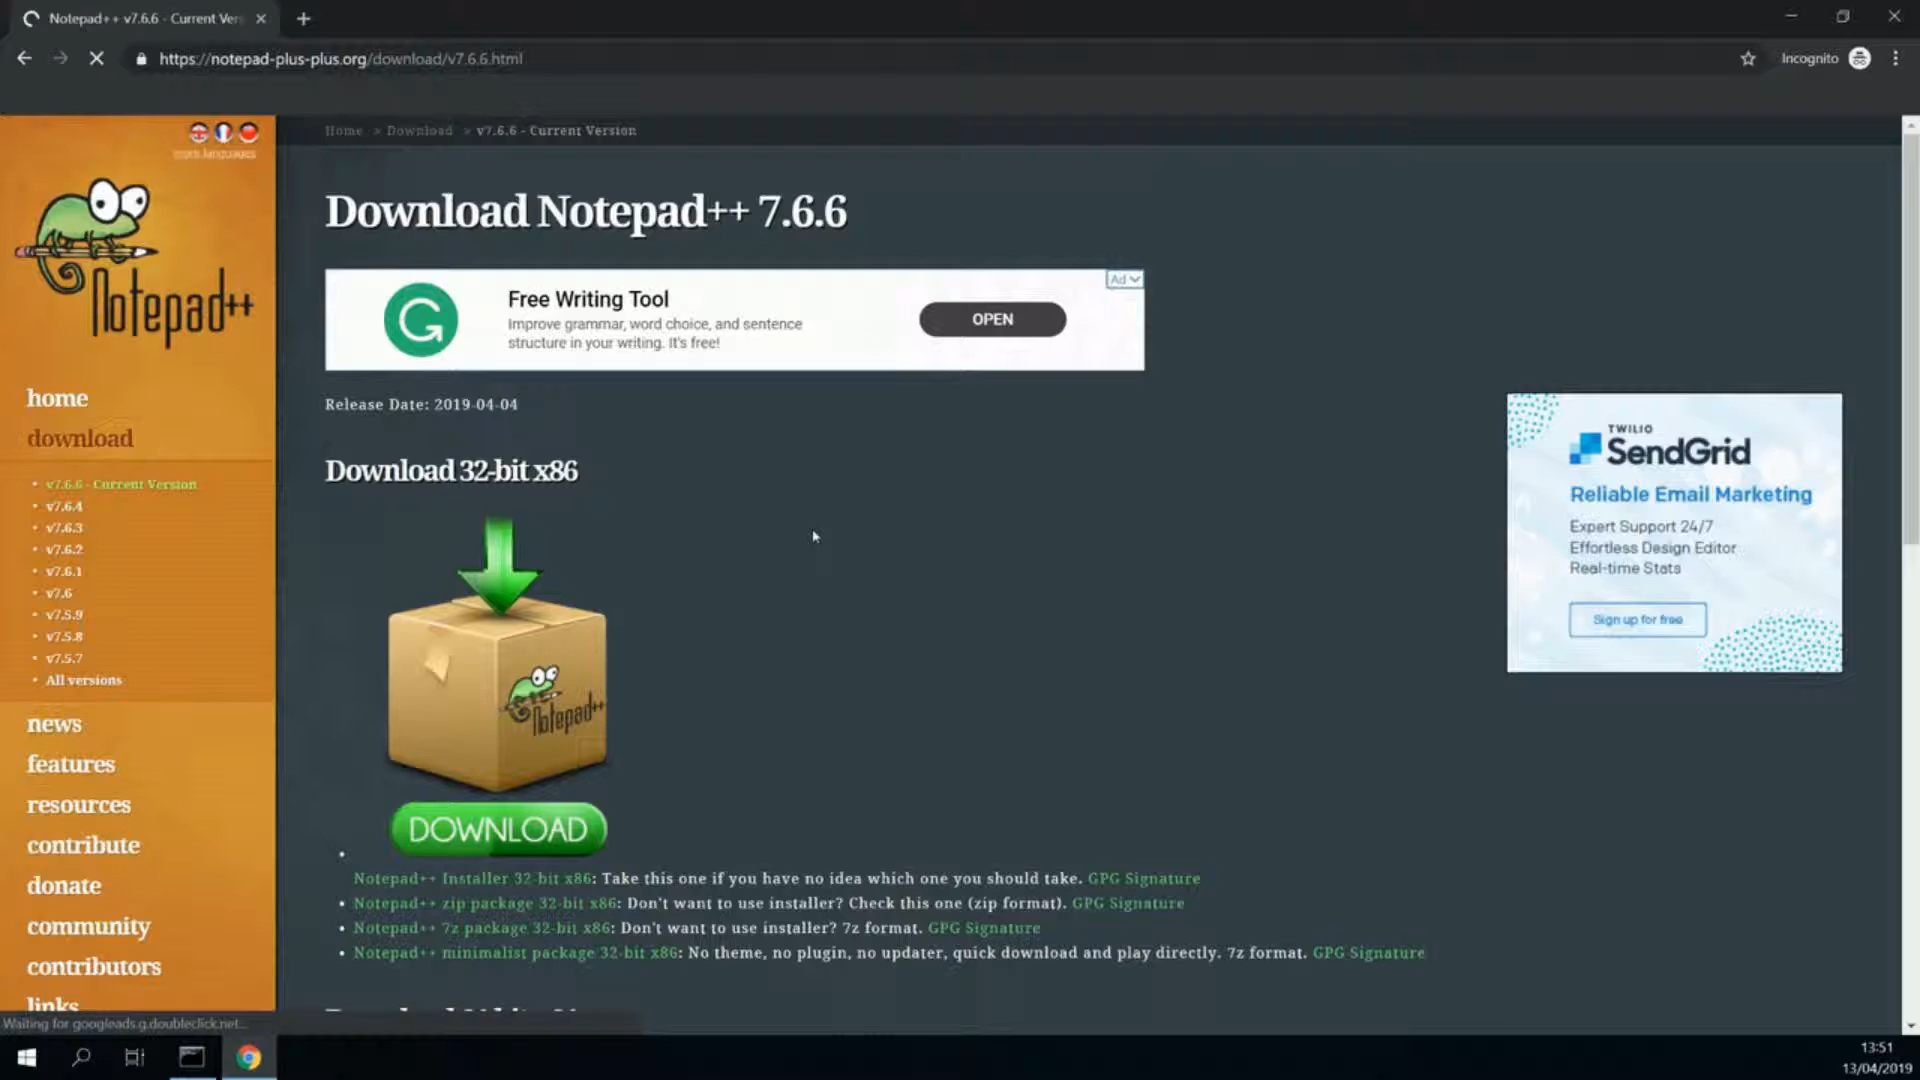 Notepad++ v7.6.6 - Current Ver
https://notepad-plus-plus.org/download/v7.6.6.html
Incognito
more languages
Notepad++
home
download
v7.6.6 - Current Version
v7.6.4
v7.6.3
v7.6.2
v7.6.1
v7.6
v7.5.9
v7.5.8
v7.5.7
All versions
news
features
resources
contribute
donate
community
contributors
links
Home > Download > v7.6.6 - Current Version
Download Notepad++ 7.6.6
Ad
Free Writing Tool
Improve grammar, word choice, and sentence
structure in your writing. It's free!
OPEN
Release Date: 2019-04-04
Download 32-bit x86
Notepad++
DOWNLOAD
Notepad++ Installer 32-bit x86: Take this one if you have no idea which one you should take. GPG Signature
Notepad++ zip package 32-bit x86: Don't want to use installer? Check this one (zip format). GPG Signature
Notepad++ 7z package 32-bit x86: Don't want to use installer? 7z format. GPG Signature
Notepad++ minimalist package 32-bit x86: No theme, no plugin, no updater, quick download and play directly. 7z format. GPG Signature
TWILIO
SendGrid
Reliable Email Marketing
Expert Support 24/7
Effortless Design Editor
Real-time Stats
Sign up for free
Waiting for googleads.g.doubleclick.net...
13:51
13/04/2019